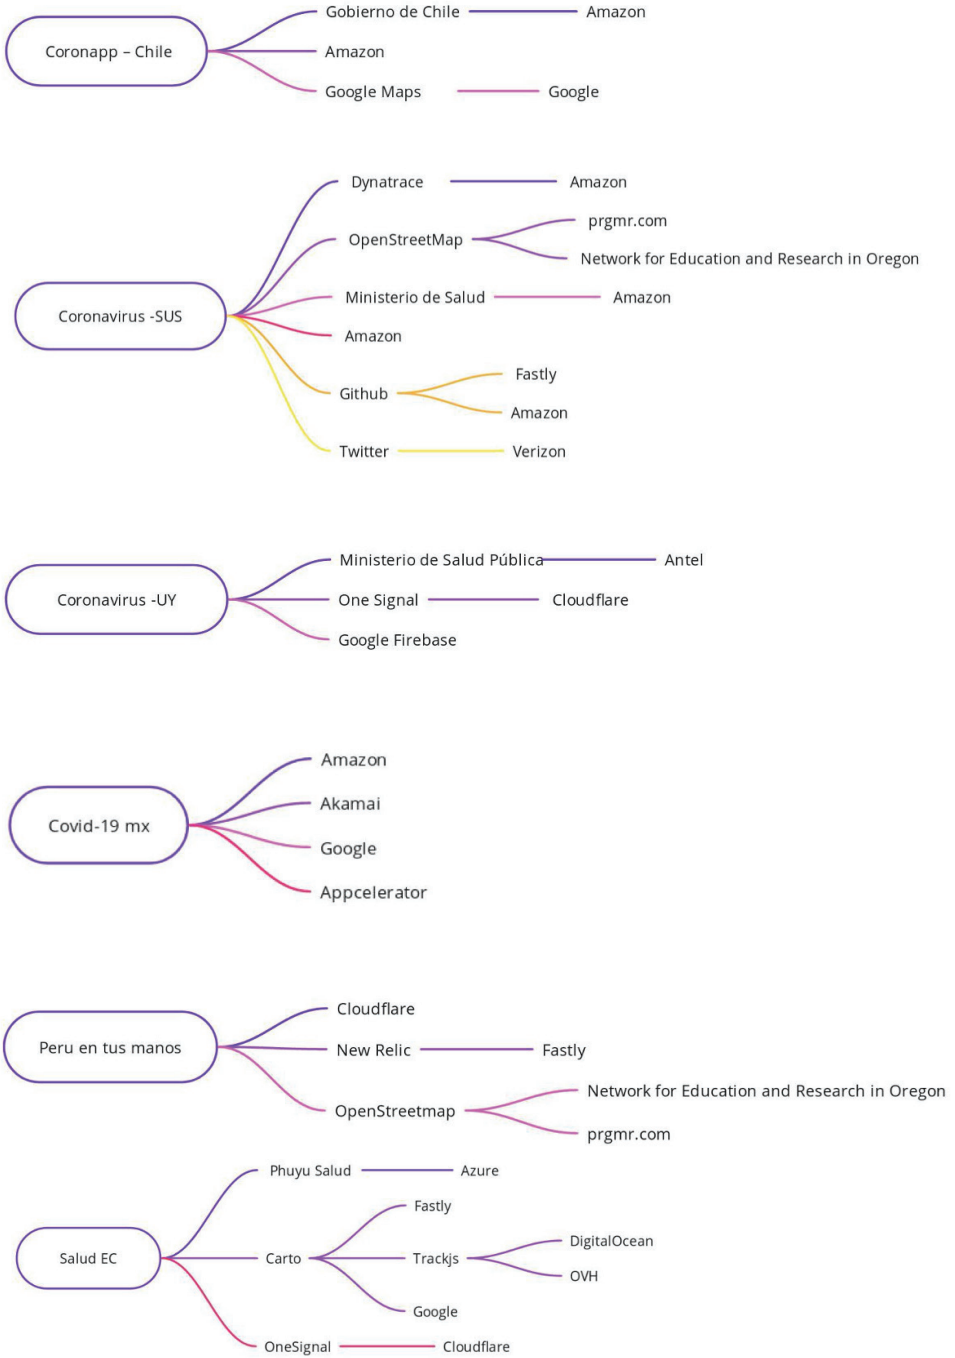 Gobierno de Chile Amazon
Coronapp – Chile Amazon
Google Maps Google
Dynatrace Amazon
prgmr.com
OpenStreetMap
Network for Education and Research in Oregon
Ministerio de Salud Amazon
Coronavirus -SUS
Amazon
Fastly
Github
Amazon
Twitter Verizon
Ministerio de Salud Pública Antel
Coronavirus -UY One Signal Cloudflare
Google Firebase
Amazon
Akamai
Covid-19 mx
Google
Appcelerator
Cloudflare
Peru en tus manos New Relic Fastly
Network for Education and Research in Oregon
OpenStreetmap
prgmr.com
Phuyu Salud Azure
Fastly
DigitalOcean
Salud EC Carto Trackjs
OVH
Google
OneSignal Cloudflare